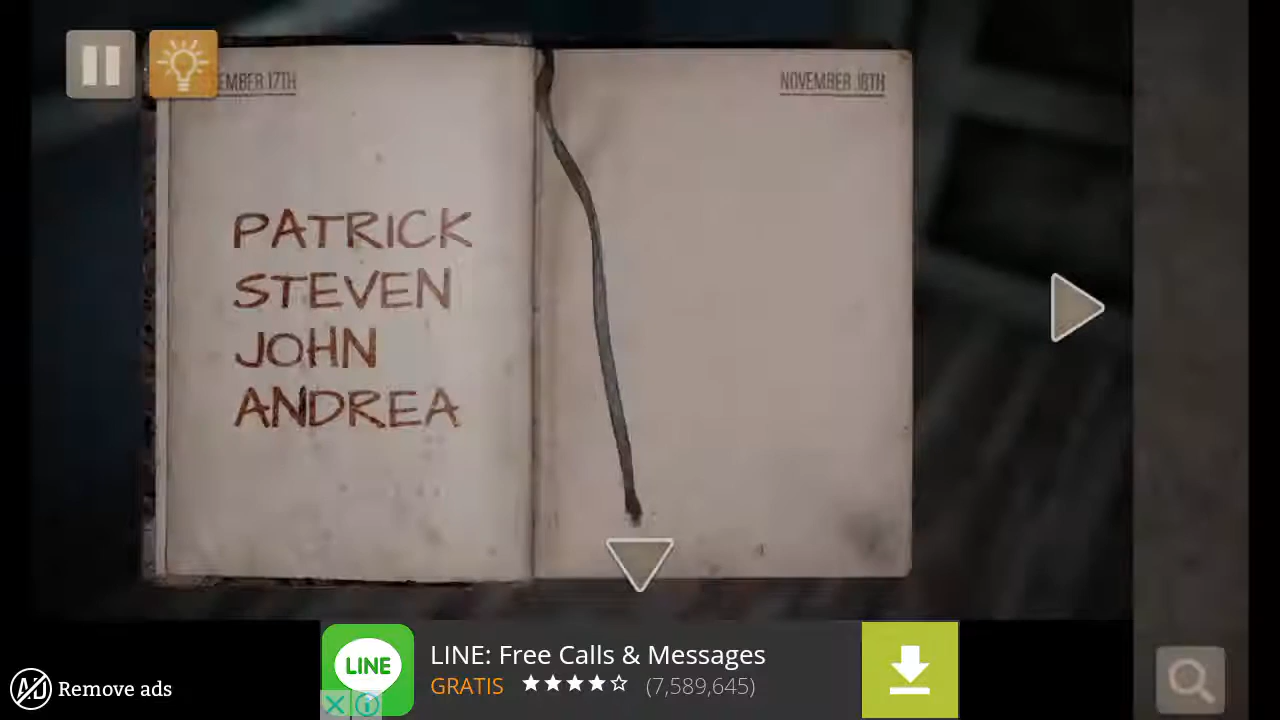 EMBER 17TH
NOVEMBER 18TH
PATRICK
STEVEN
JOHN
ANDREA
LINE
LINE: Free Calls & Messages
GRATIS (7,589,645)
AD Remove ads